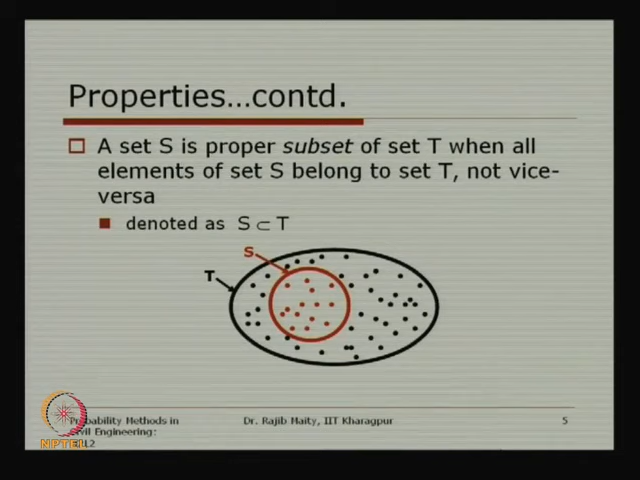 Properties…contd.
A set S is proper subset of set T when all
elements of set S belong to set T, not vice-
versa
denoted as S ⊂ T
S
T
Probability Methods in
Civil Engineering:
L2
Dr. Rajib Maity, IIT Kharagpur
5
NPTEL